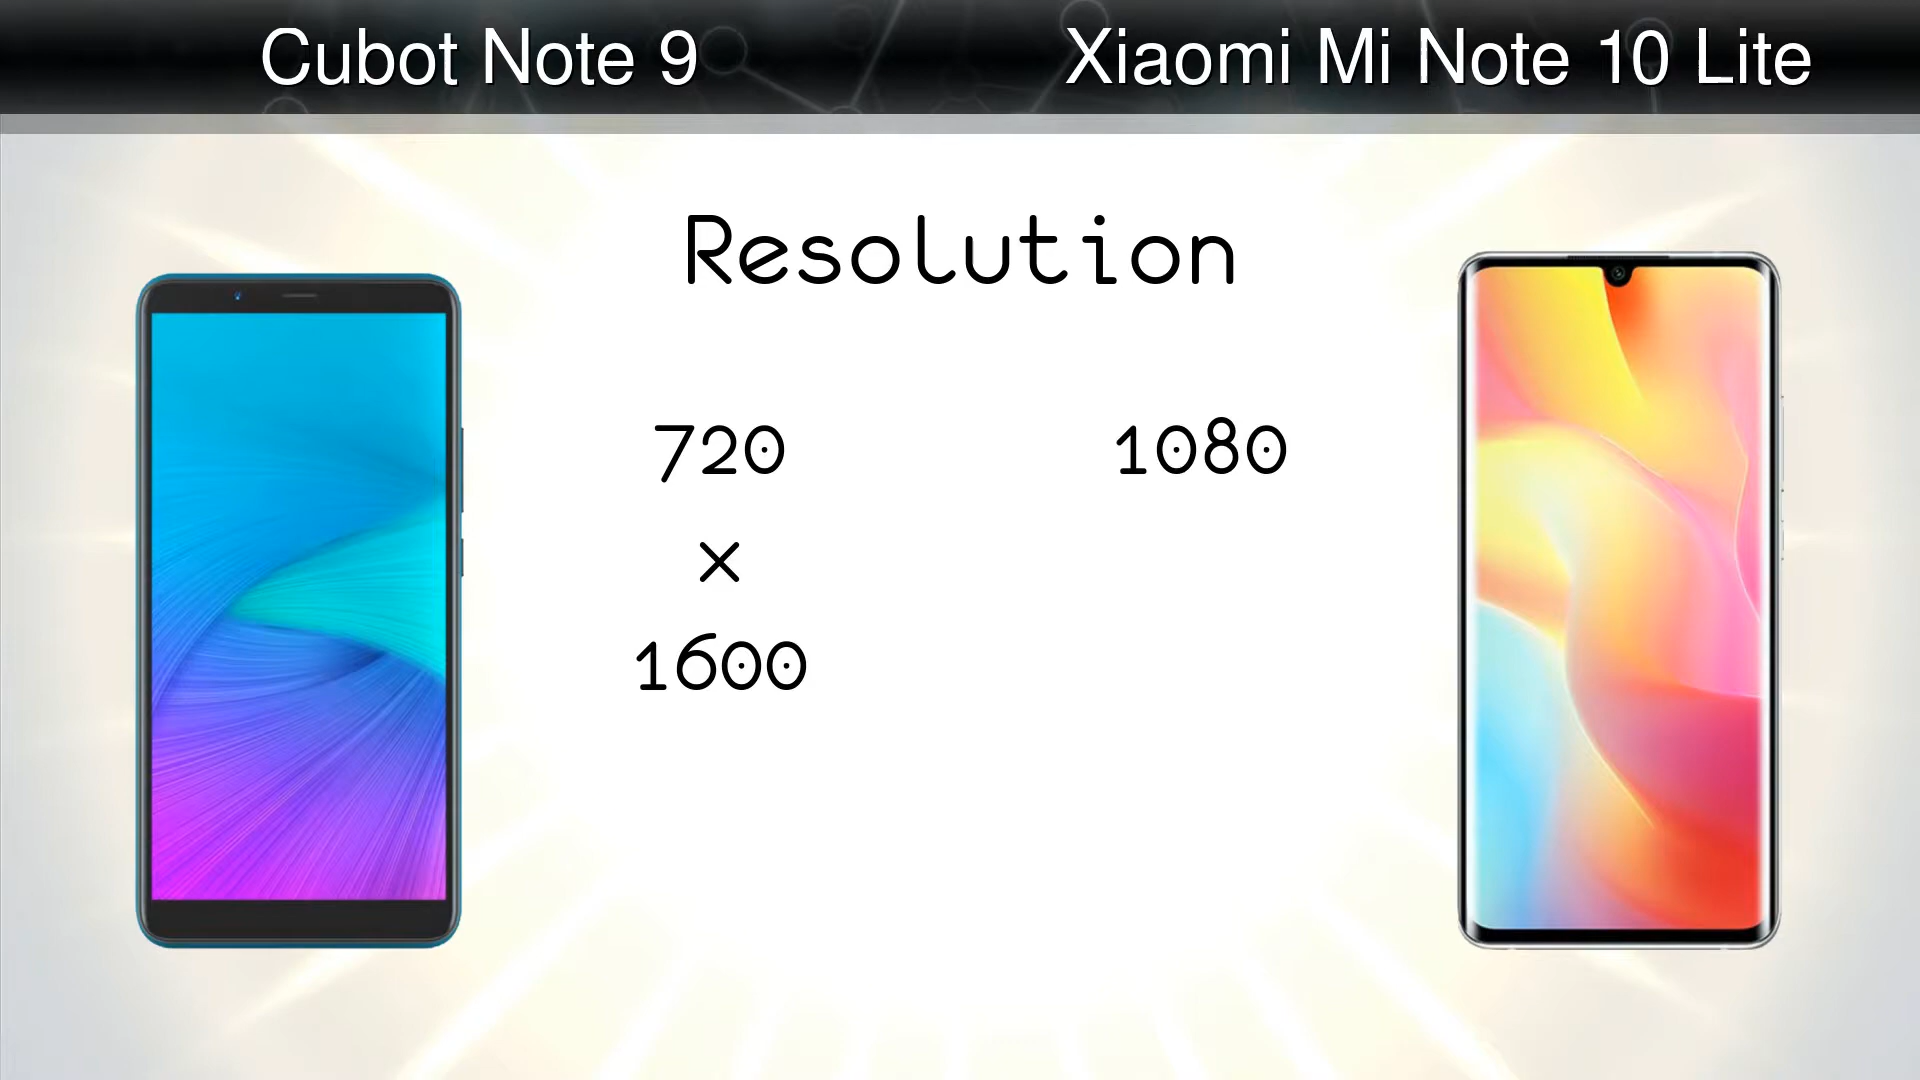 Cubot Note 9
Xiaomi Mi Note 10 Lite
Resolution
720
×
1600
1080